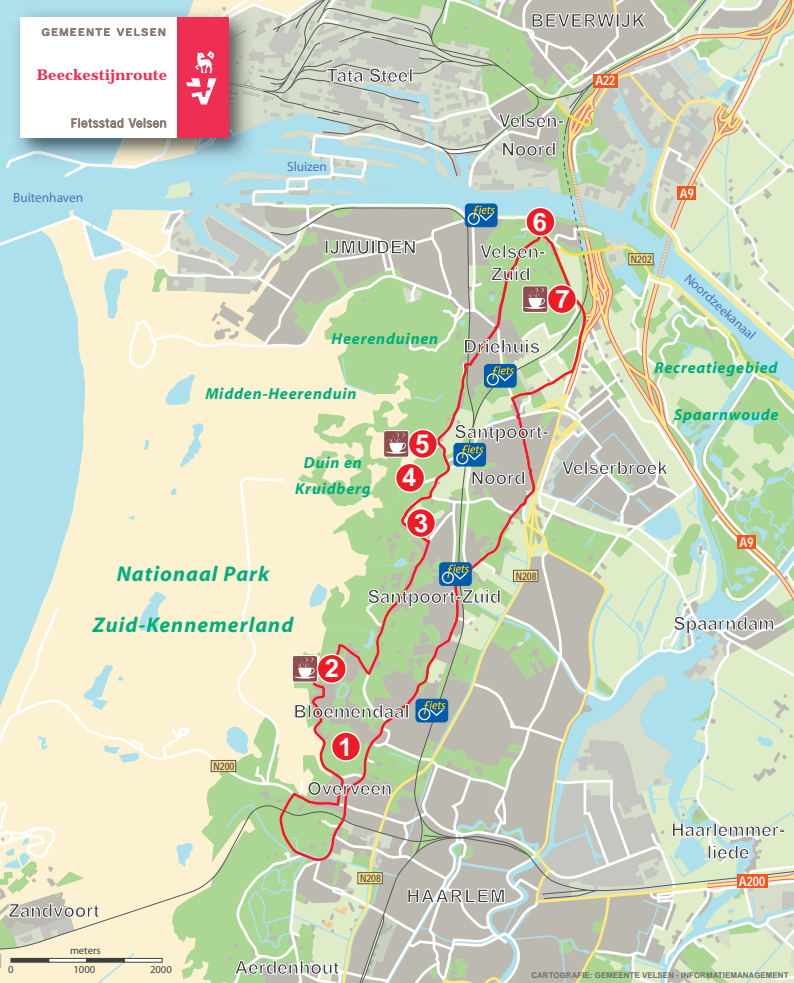 GEMEENTE VELSEN
Beeckestijnroute
Fietsstad Velsen
BEVERWIJK
Tata Steel
A22
Velsen-
Noord
Sluizen
Buitenhaven
A9
fiets
6
IJMUIDEN
Velsen-
Zuid
N202
7
Noordzeekanaal
Heerenduinen
Driehuis
Recreatiegebied
fiets
Midden-Heerenduin
Spaarnwoude
Santpoort-
Noord
5
fiets
Duin en
Kruidberg
4
Velserbroek
3
A9
Nationaal Park
Zuid-Kennemerland
fiets
N208
Santpoort-Zuid
Spaarndam
2
Bloemendaal
fiets
1
N200
Overveen
Haarlemmer-
liede
N208
A200
HAARLEM
Zandvoort
meters
0 1000 2000
Aerdenhout
CARTOGRAFIE: GEMEENTE VELSEN - INFORMATIEMANAGEMENT